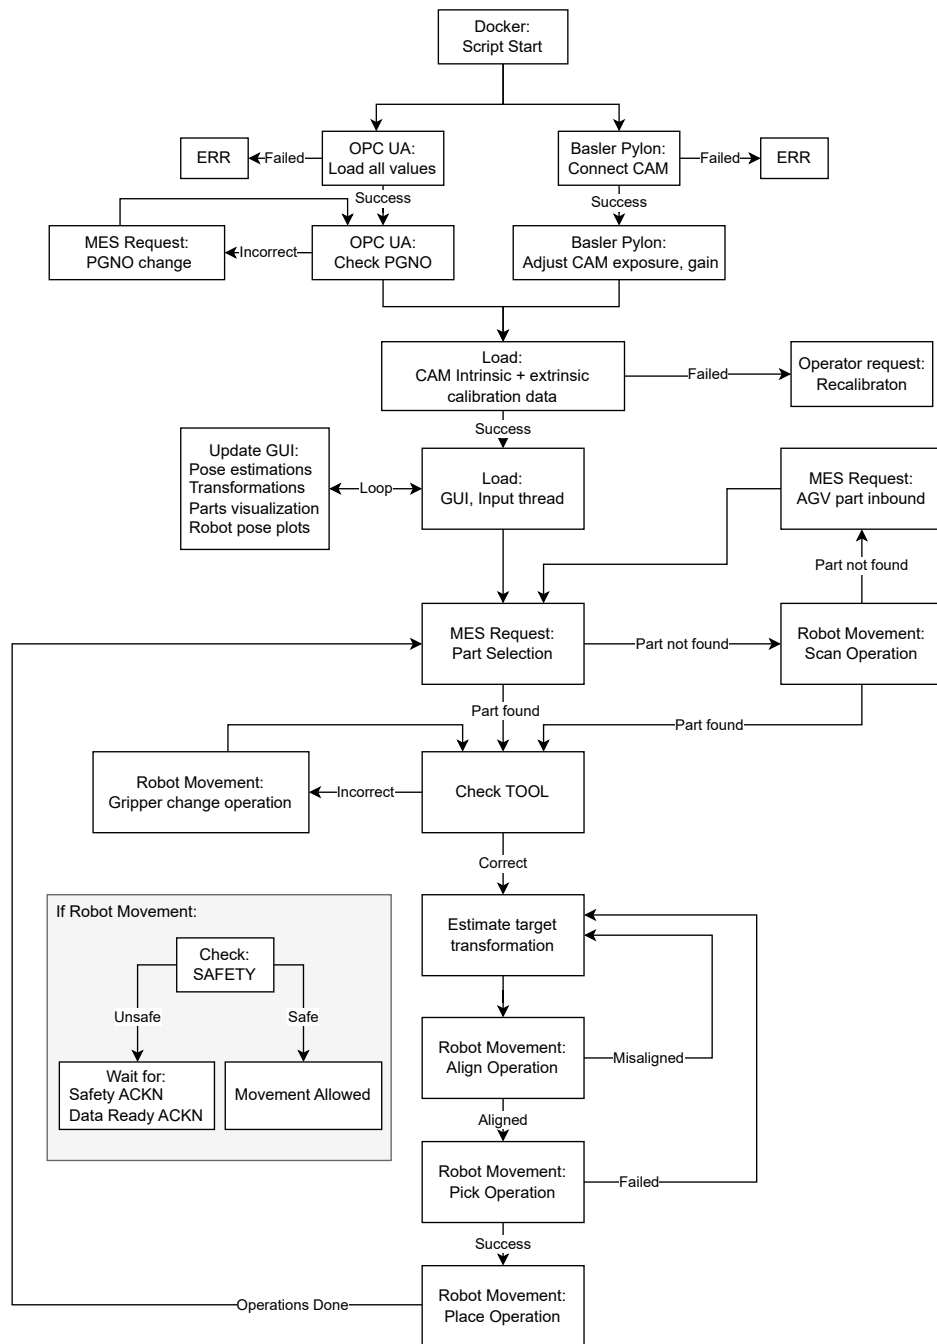 Docker:
Script Start
OPC UA:
Load all values
Failed
ERR
Basler Pylon:
Connect CAM
Failed
ERR
Success
Success
MES Request:
PGNO change
Incorrect
OPC UA:
Check PGNO
Basler Pylon:
Adjust CAM exposure, gain
Load:
CAM Intrinsic + extrinsic
calibration data
Failed
Operator request:
Recalibraton
Success
Update GUI:
Pose estimations
Transformations
Parts visualization
Robot pose plots
Loop
Load:
GUI, Input thread
MES Request:
AGV part inbound
Part not found
MES Request:
Part Selection
Part not found
Robot Movement:
Scan Operation
Part found
Part found
Robot Movement:
Gripper change operation
Incorrect
Check TOOL
Correct
If Robot Movement:
Check:
SAFETY
Unsafe
Safe
Wait for:
Safety ACKN
Data Ready ACKN
Movement Allowed
Estimate target
transformation
Robot Movement:
Align Operation
Misaligned
Aligned
Robot Movement:
Pick Operation
Failed
Success
Operations Done
Robot Movement:
Place Operation